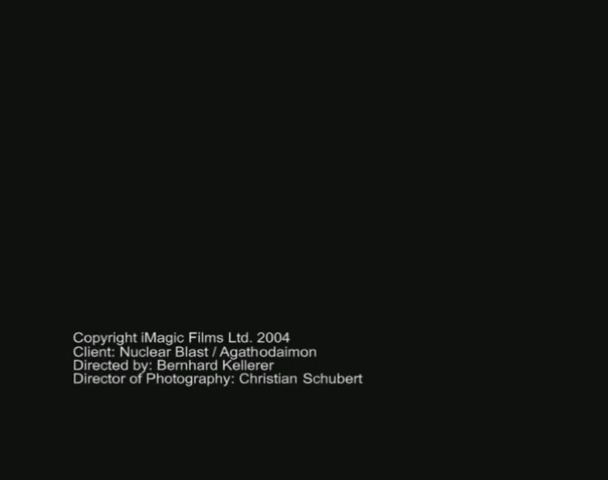 Copyright iMagic Films Ltd. 2004
Client: Nuclear Blast / Agathodaimon
Directed by: Bernhard Kellerer
Director of Photography: Christian Schubert